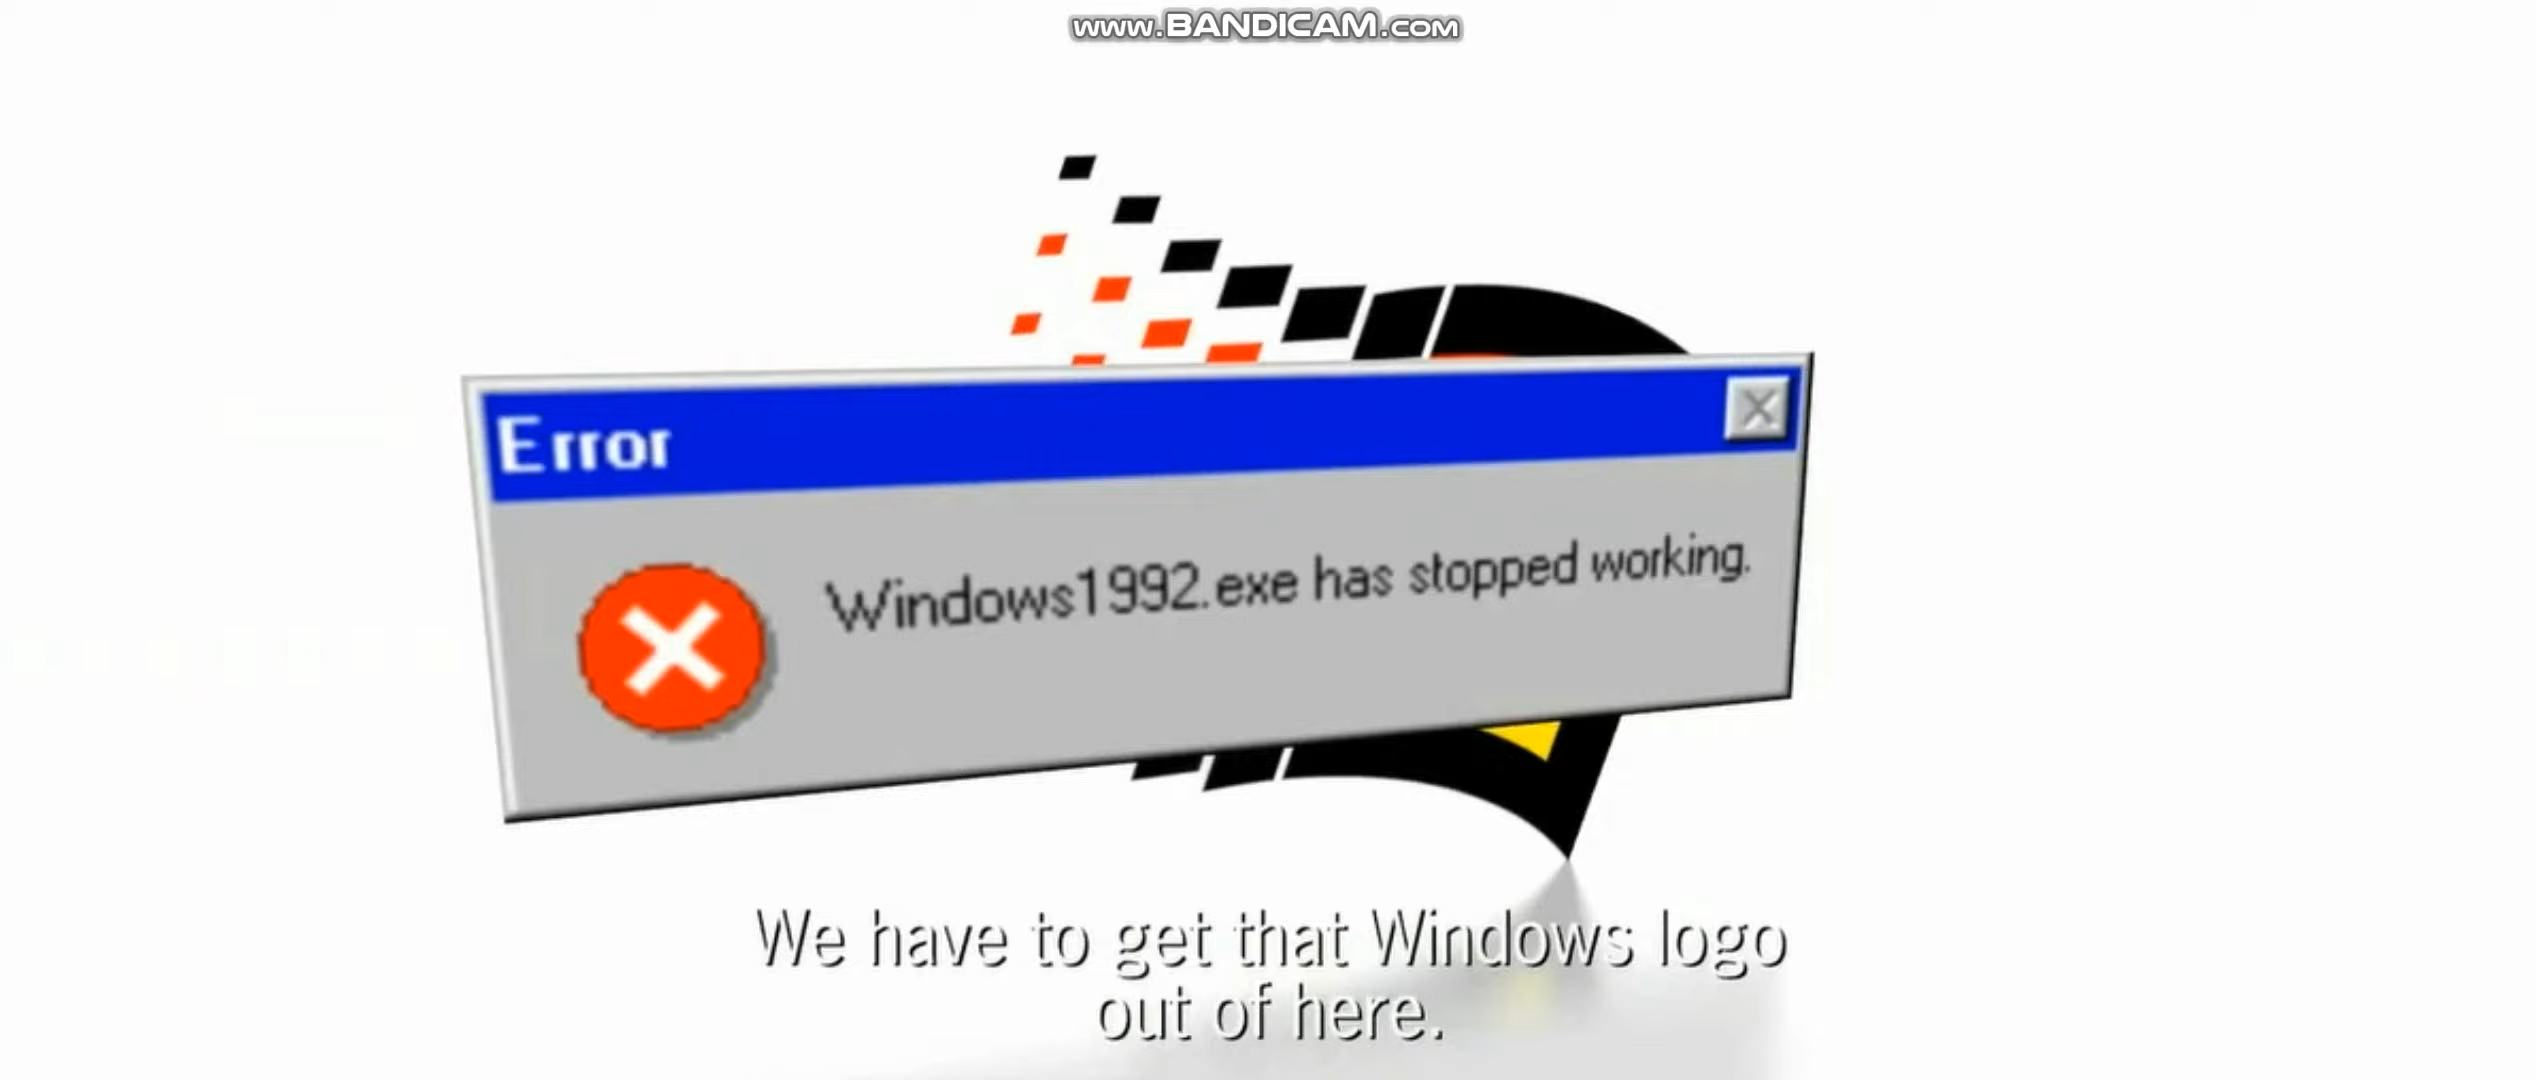 www.BANDICAM.com
Error
Windows1992.exe has stopped working.
We have to get that Windows logo
out of here.